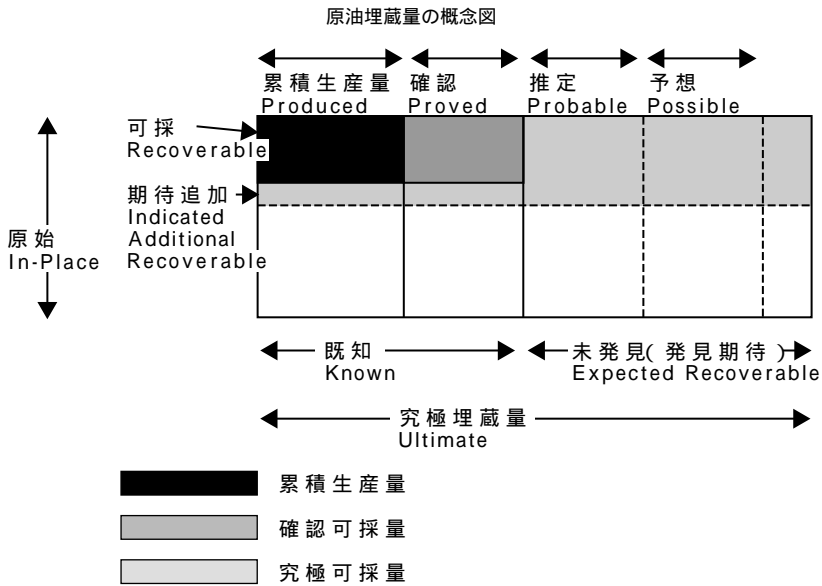 原油埋蔵量の概念図
累積生産量 確認 推定 予想
Produced Proved Probable Possible
可採
Recoverable
期待追加
Indicated
Additional
Recoverable
原始
In-Place
既知 未発見(発見期待)
Known Expected Recoverable
究極埋蔵量
Ultimate
累積生産量
確認可採量
究極可採量